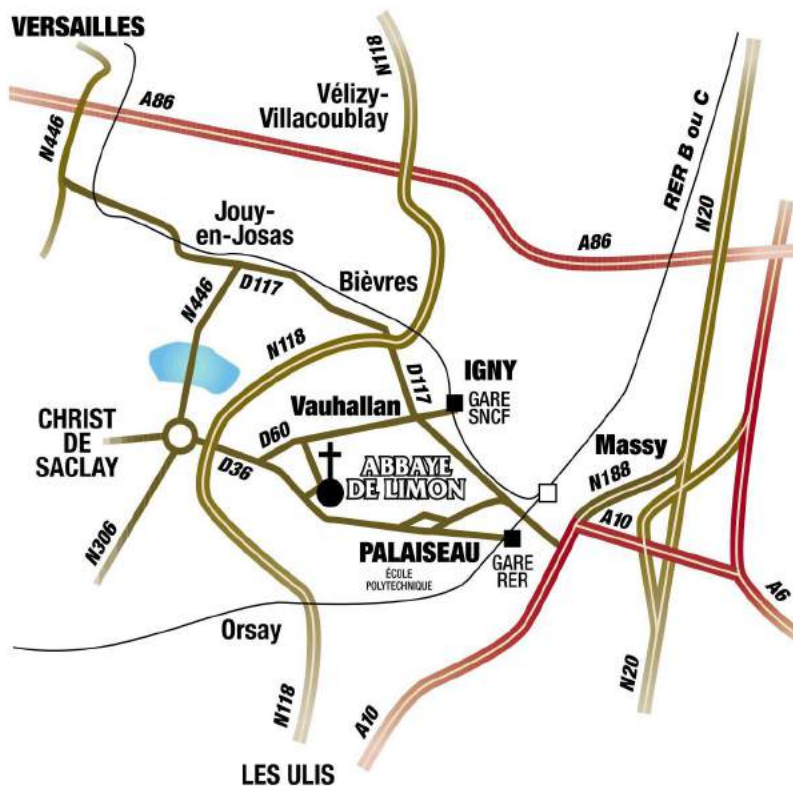 VERSAILLES
N118
Vélizy-
Villacoublay
A86
N446
RER B ou C
N20
Jouy-
en-Josas
A86
D117
Bièvres
N446
N118
D117
IGNY
GARE
SNCF
Vauhallan
CHRIST
DE
SACLAY
D60
D36
ABBAYE
DE LIMON
Massy
N188
A10
N306
PALAISEAU
ÉCOLE
POLYTECHNIQUE
GARE
RER
A6
Orsay
N118
A10
N20
LES ULIS